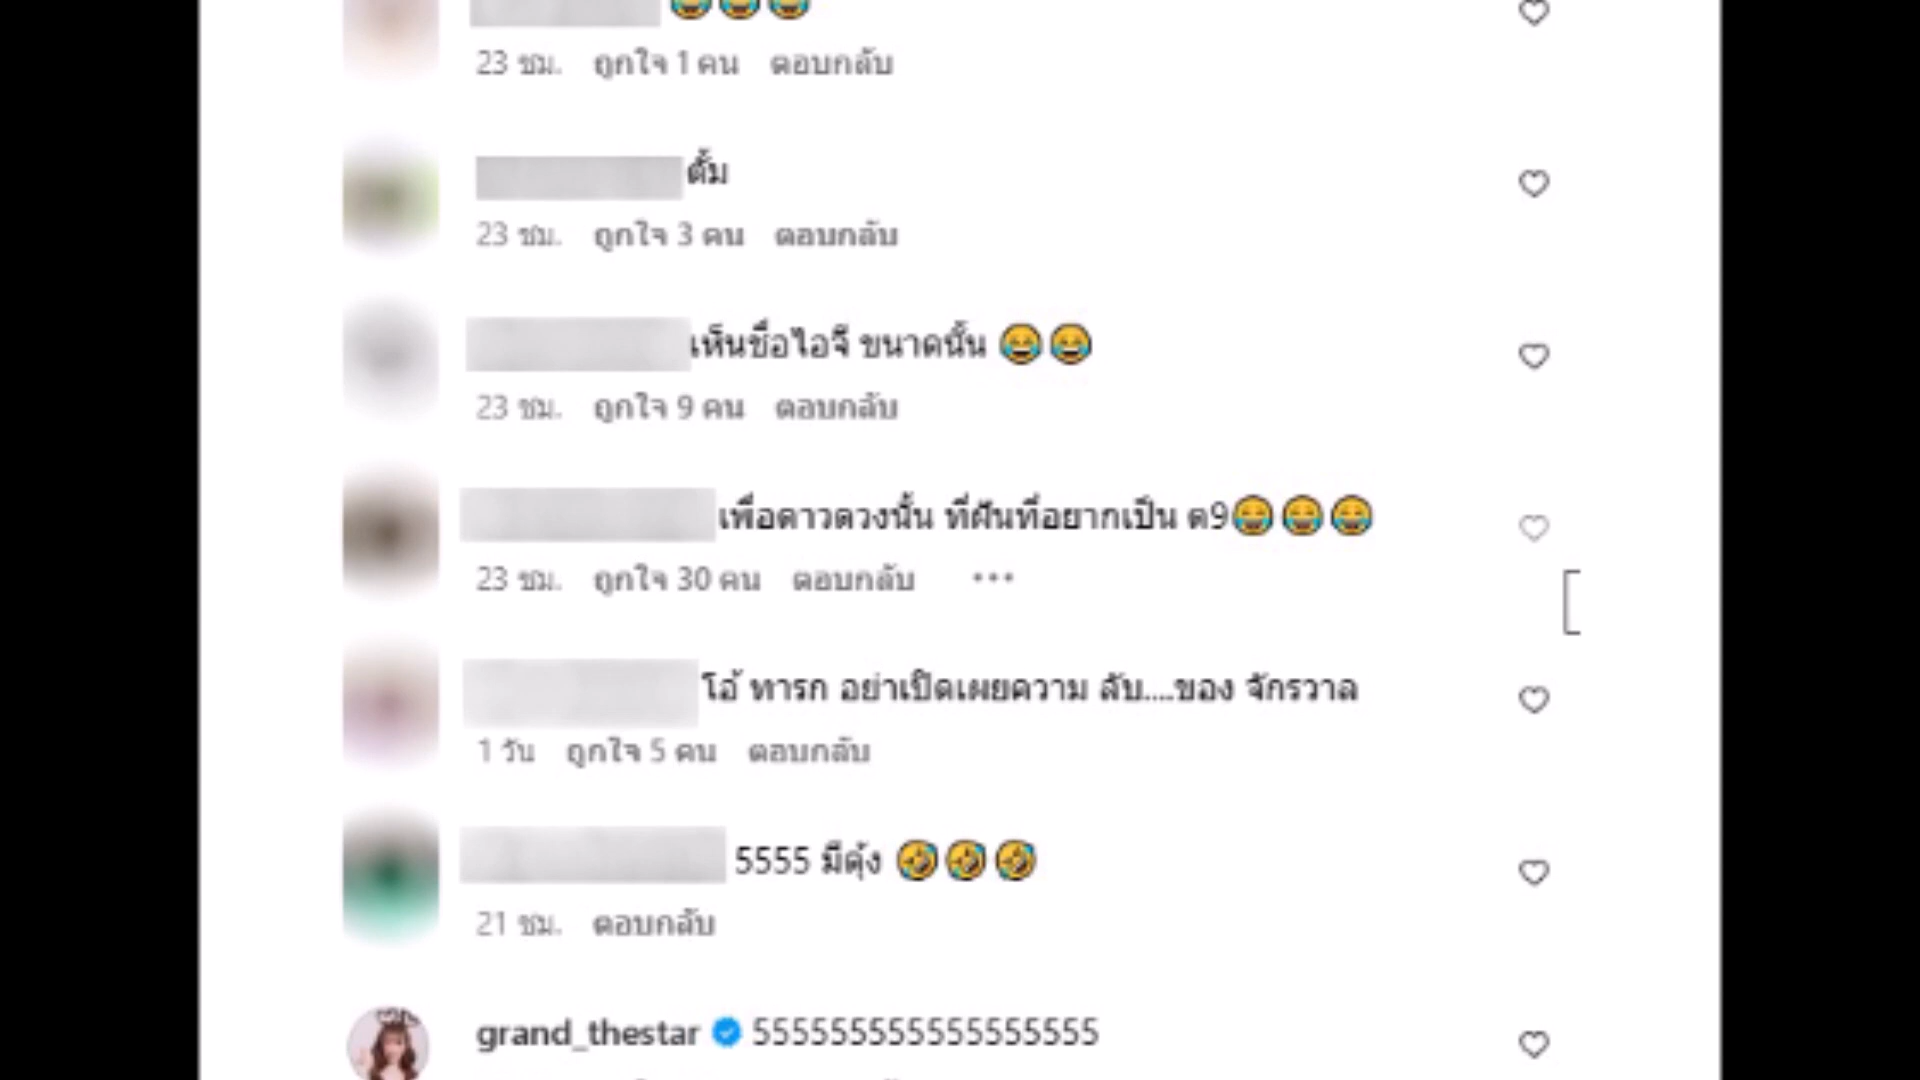 😂😂😂
23 ชม. ถูกใจ 1 คน ตอบกลับ
ตั้ม
23 ชม. ถูกใจ 3 คน ตอบกลับ
เห็นชื่อไอจี ขนาดนั้น 😂😂
23 ชม. ถูกใจ 9 คน ตอบกลับ
เพื่อดาวดวงนั้น ที่ฝันที่อยากเป็น ด9😂😂😂
23 ชม. ถูกใจ 30 คน ตอบกลับ ...
โอ้ ทารก อย่าเปิดเผยความ ลับ....ของ จักรวาล
1 วัน ถูกใจ 5 คน ตอบกลับ
5555 มีดุ้ง 🤣🤣🤣
21 ชม. ตอบกลับ
grand_thestar 555555555555555555